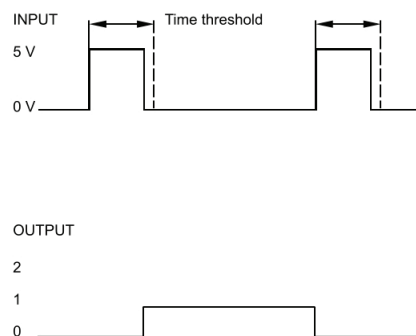 INPUT
Time threshold
5 V
0 V
OUTPUT
2
1
0